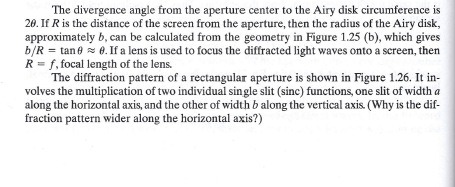 The divergence angle from the aperture center to the Airy disk circumference is
2θ. If R is the distance of the screen from the aperture, then the radius of the Airy disk,
approximately b, can be calculated from the geometry in Figure 1.25 (b), which gives
b/R = tan θ ≈ θ. If a lens is used to focus the diffracted light waves onto a screen, then
R = f, focal length of the lens.
The diffraction pattern of a rectangular aperture is shown in Figure 1.26. It in-
volves the multiplication of two individual single slit (sinc) functions, one slit of width a
along the horizontal axis, and the other of width b along the vertical axis. (Why is the dif-
fraction pattern wider along the horizontal axis?)